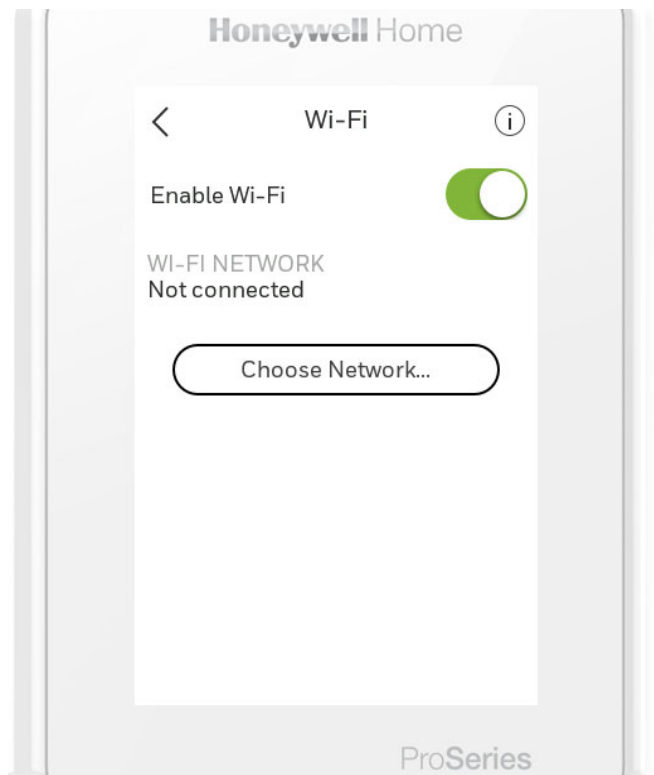 Honeywell Home
Wi-Fi
Enable Wi-Fi
WI-FI NETWORK
Not connected
Choose Network...
ProSeries